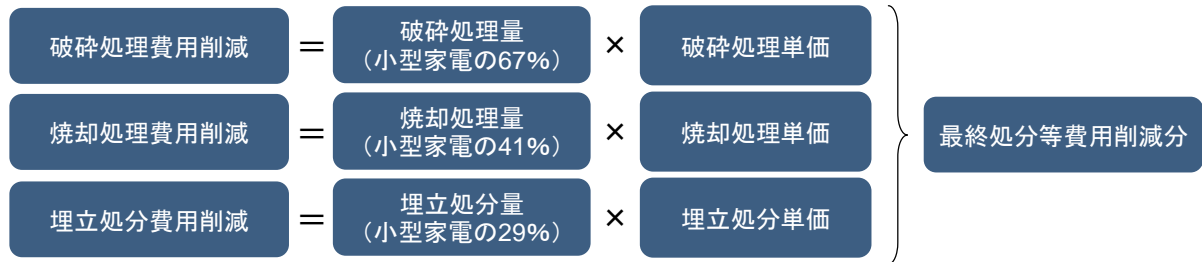 破砕処理費用削減 ＝ 破砕処理量 × 破砕処理単価
（小型家電の67%）
焼却処理費用削減 ＝ 焼却処理量 × 焼却処理単価
（小型家電の41%）
埋立処分費用削減 ＝ 埋立処分量 × 埋立処分単価
（小型家電の29%）
最終処分等費用削減分